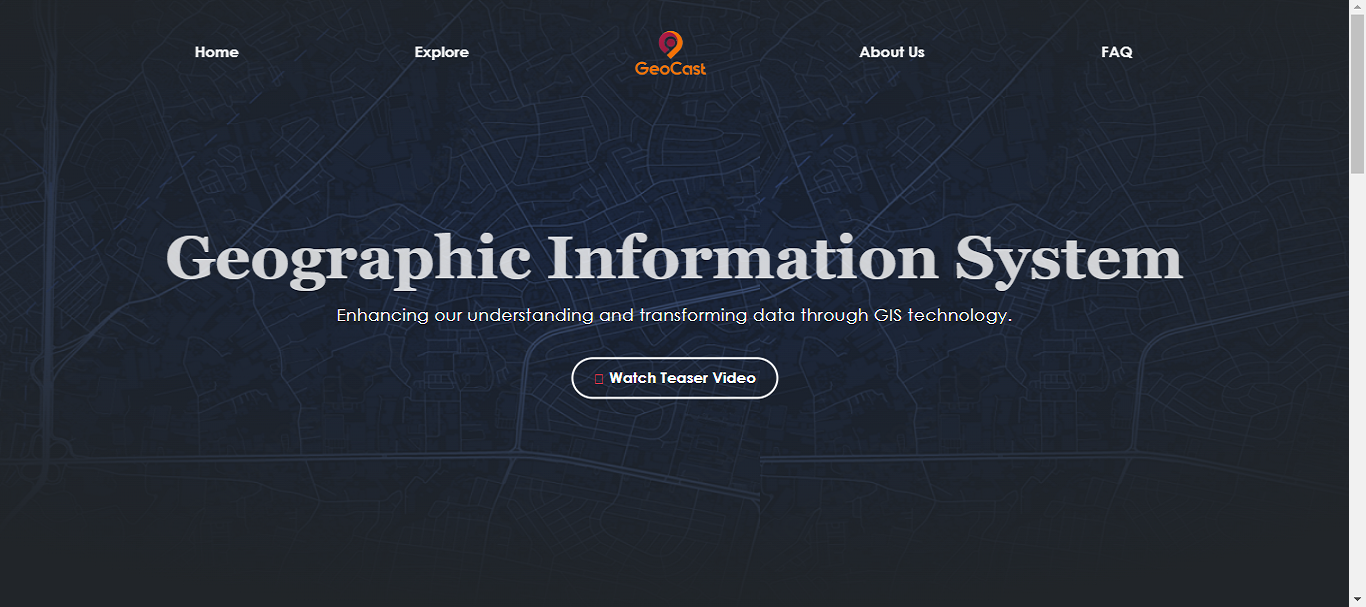 Home Explore GeoCast About Us FAQ
Geographic Information System
Enhancing our understanding and transforming data through GIS technology.
Watch Teaser Video